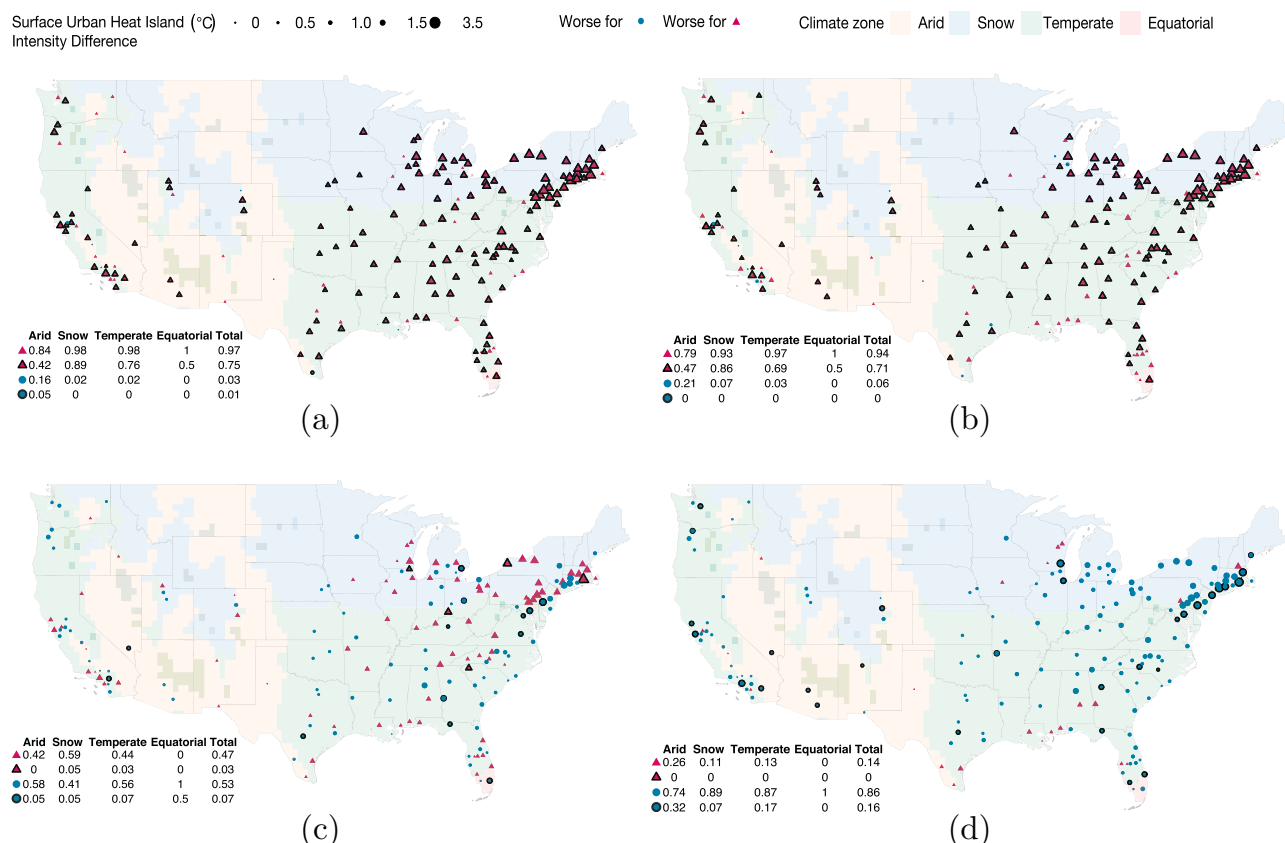 Surface Urban Heat Island (°C) 0 0.5 1.0 1.5 3.5 Worse for Worse for Climate zone Arid Snow Temperate Equatorial
Intensity Difference
Arid Snow Temperate Equatorial Total
0.84 0.98 0.98 1 0.97
0.42 0.89 0.76 0.5 0.75
0.16 0.02 0.02 0 0.03
0.05 0 0 0 0.01
(a)
Arid Snow Temperate Equatorial Total
0.79 0.93 0.97 1 0.94
0.47 0.86 0.69 0.5 0.71
0.21 0.07 0.03 0 0.06
0 0 0 0 0
(b)
Arid Snow Temperate Equatorial Total
0.42 0.59 0.44 0 0.47
0 0.05 0.03 0 0.03
0.58 0.41 0.56 1 0.53
0.05 0.05 0.07 0.5 0.07
(c)
Arid Snow Temperate Equatorial Total
0.26 0.11 0.13 0 0.14
0 0 0 0 0
0.74 0.89 0.87 1 0.86
0.32 0.07 0.17 0 0.16
(d)